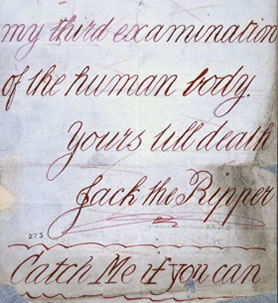 my third examination
of the human body.
Yours till death
Jack the Ripper
273
Catch Me if you can